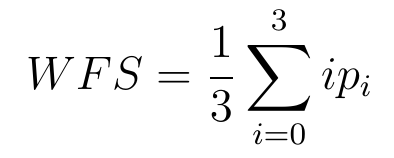 WFS = \frac{1}{3} \sum_{i=0}^{3} ip_i